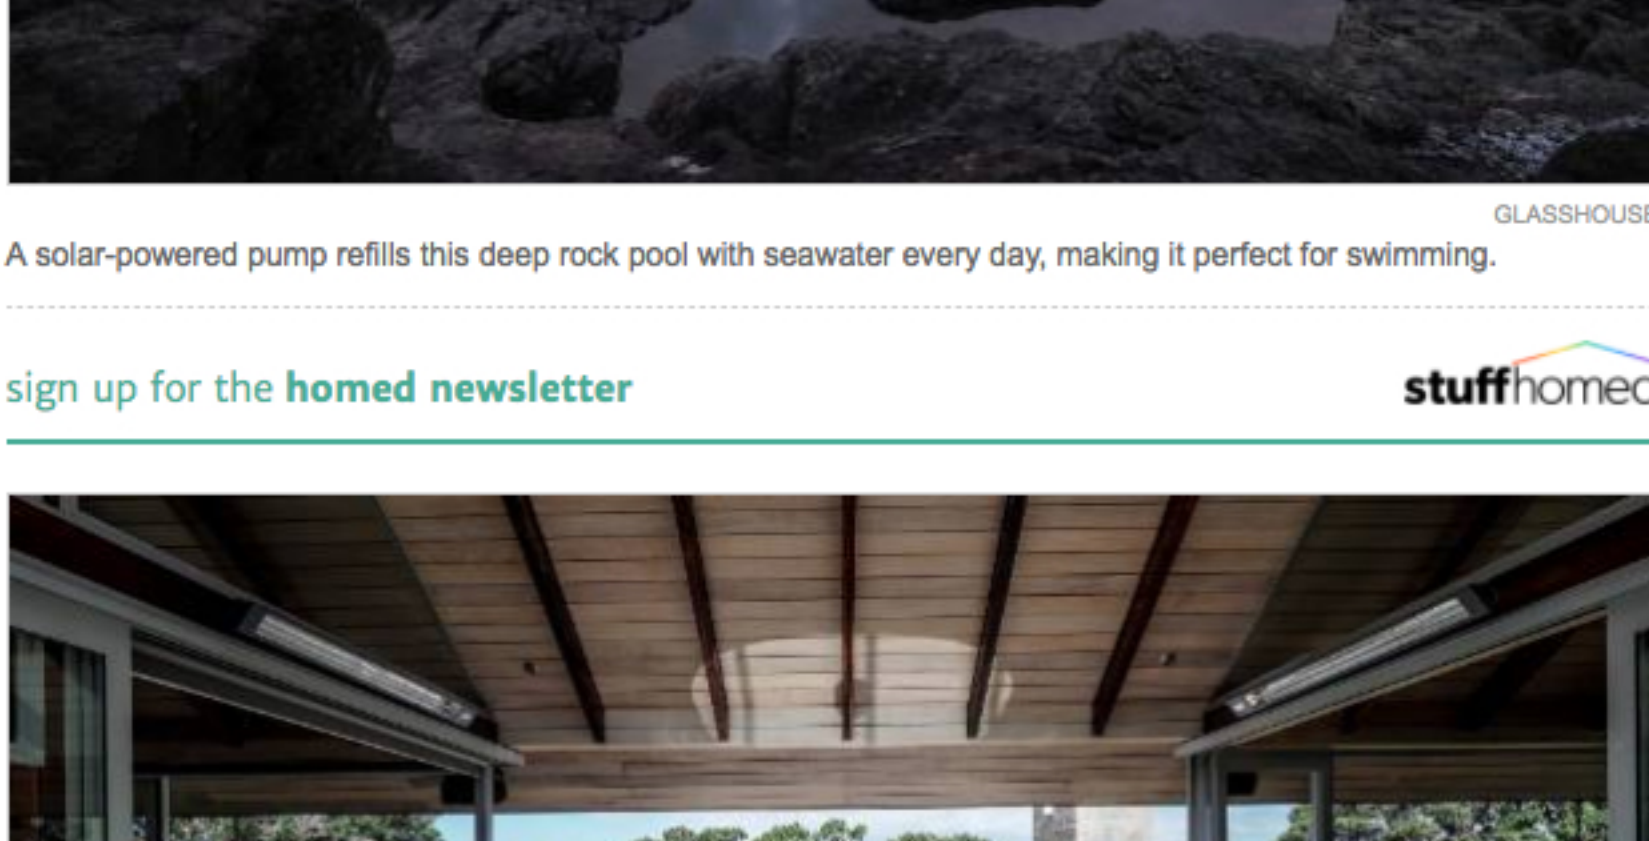 GLASSHOUSE
A solar-powered pump refills this deep rock pool with seawater every day, making it perfect for swimming.
sign up for the homed newsletter
stuffhomed